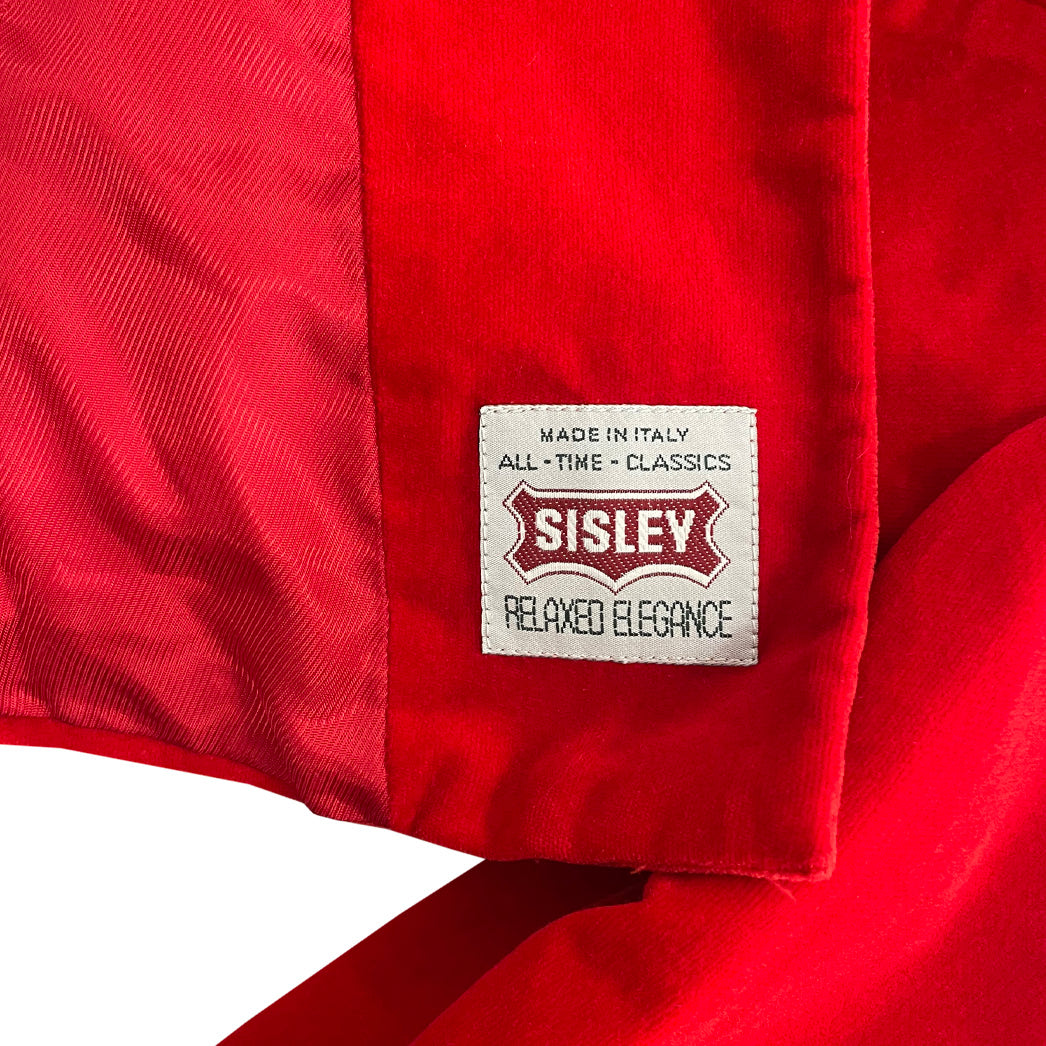 MADE IN ITALY
ALL - TIME - CLASSICS
SISLEY
RELAXED ELEGANCE